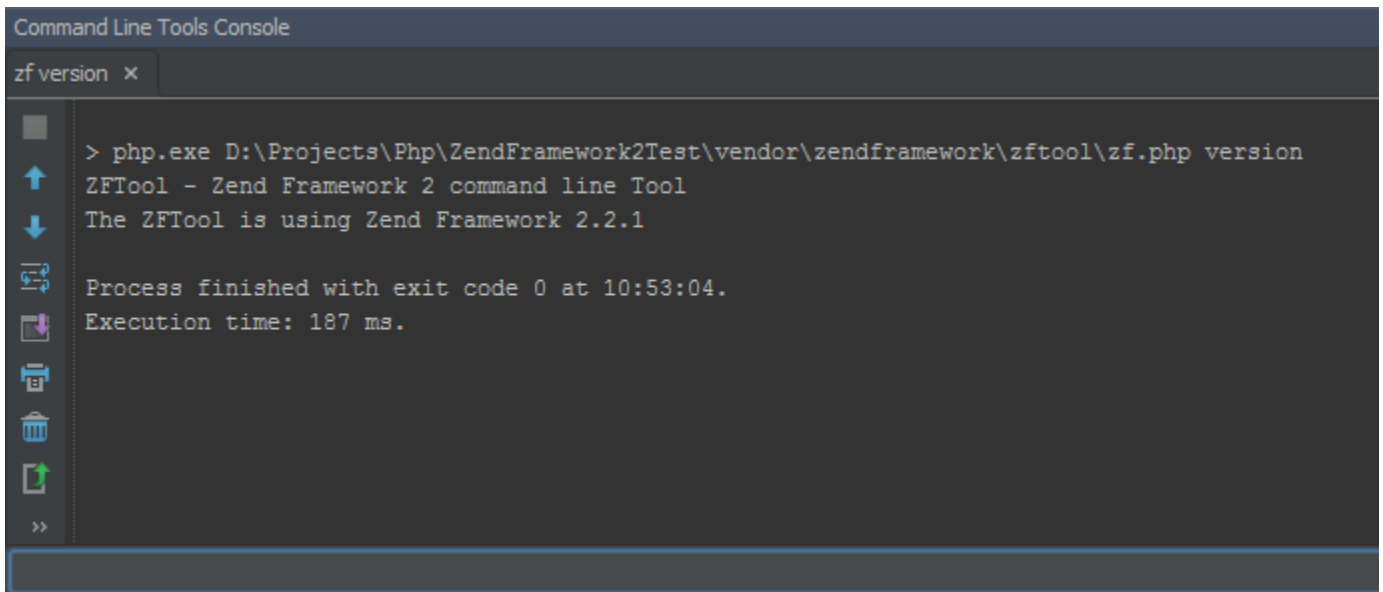 Command Line Tools Console
zf version ×
> php.exe D:\Projects\Php\ZendFramework2Test\vendor\zendframework\zftool\zf.php version
ZFTool - Zend Framework 2 command line Tool
The ZFTool is using Zend Framework 2.2.1
Process finished with exit code 0 at 10:53:04.
Execution time: 187 ms.